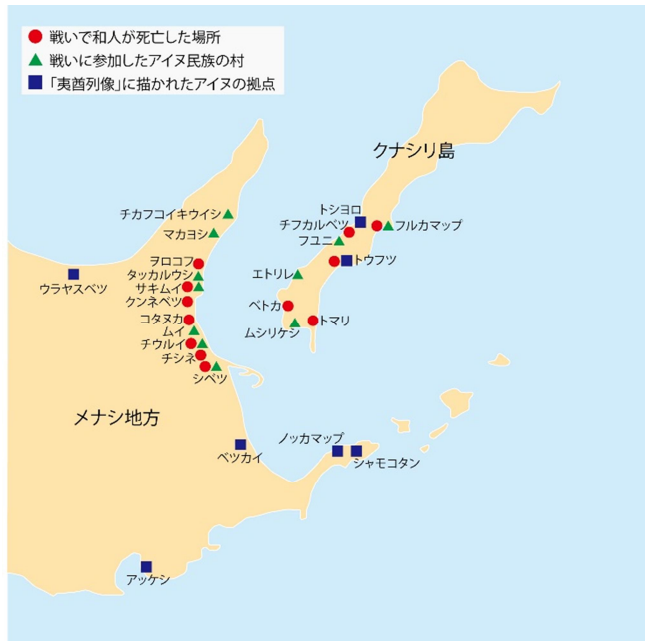 戦いで和人が死亡した場所
戦いに参加したアイヌ民族の村
「夷酋列像」に描かれたアイヌの拠点
クナシリ島
トシヨロ
チフカルベツ
フルカマップ
フユニ
トウフツ
エトリレ
ベトカ
トマリ
ムシリケシ
チカフコイキウイシ
マカヨシ
ヲロコフ
ウラヤスベツ
タッカルウシ
サキムイ
クンネベツ
コタヌカ
ムイ
チウルイ
チシネ
シベツ
メナシ地方
ベツカイ
ノッカマップ
シャモコタン
アッケシ